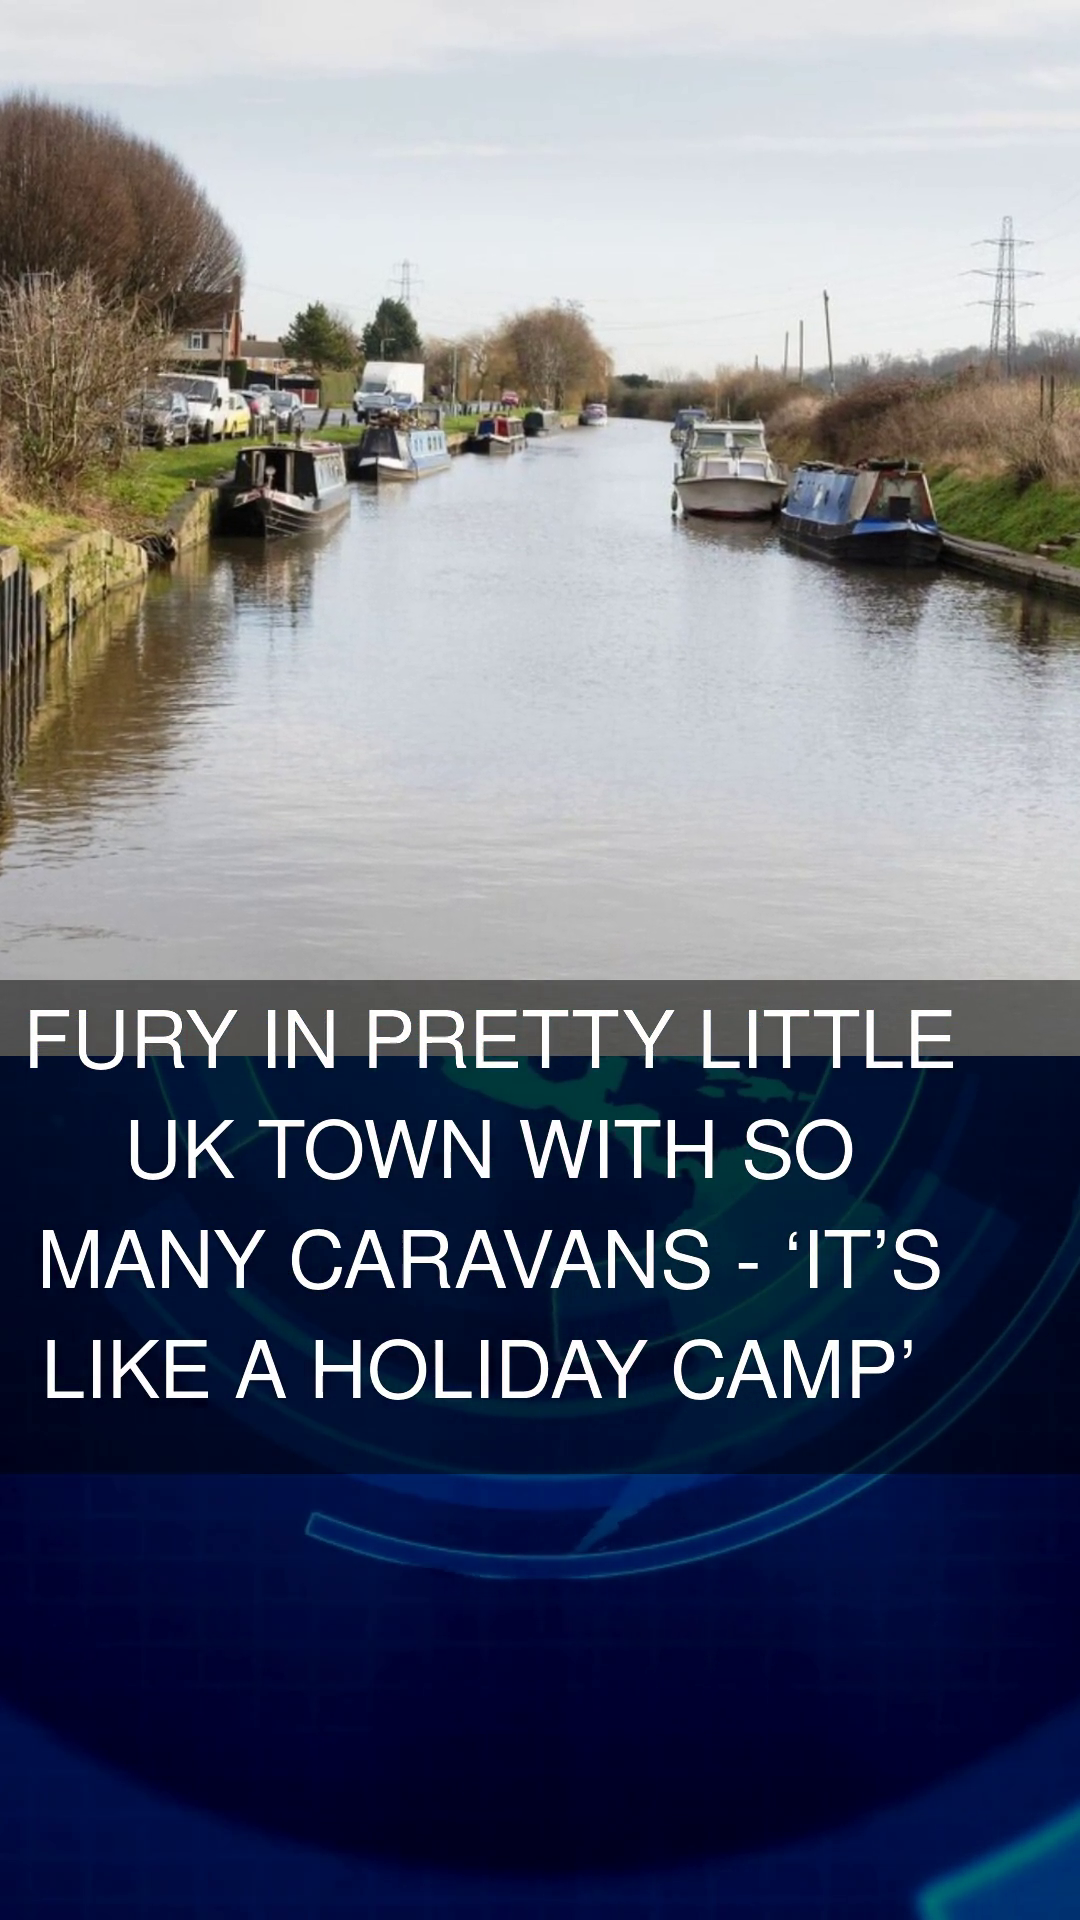 FURY IN PRETTY LITTLE
UK TOWN WITH SO
MANY CARAVANS - ‘IT’S
LIKE A HOLIDAY CAMP’